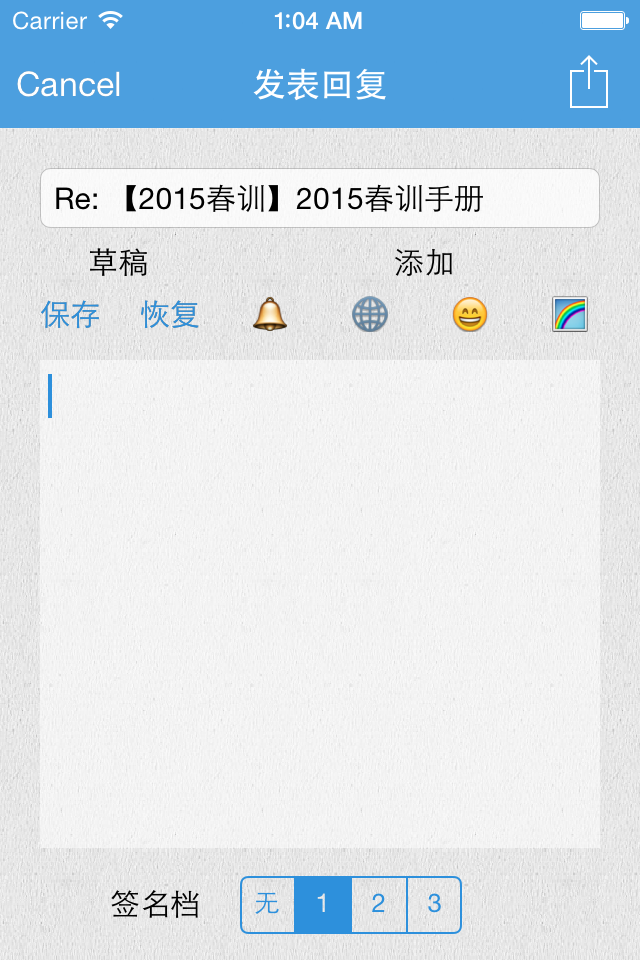 Carrier 1:04 AM
Cancel 发表回复
Re: 【2015春训】2015春训手册
草稿 添加
保存 恢复
签名档 无 1 2 3